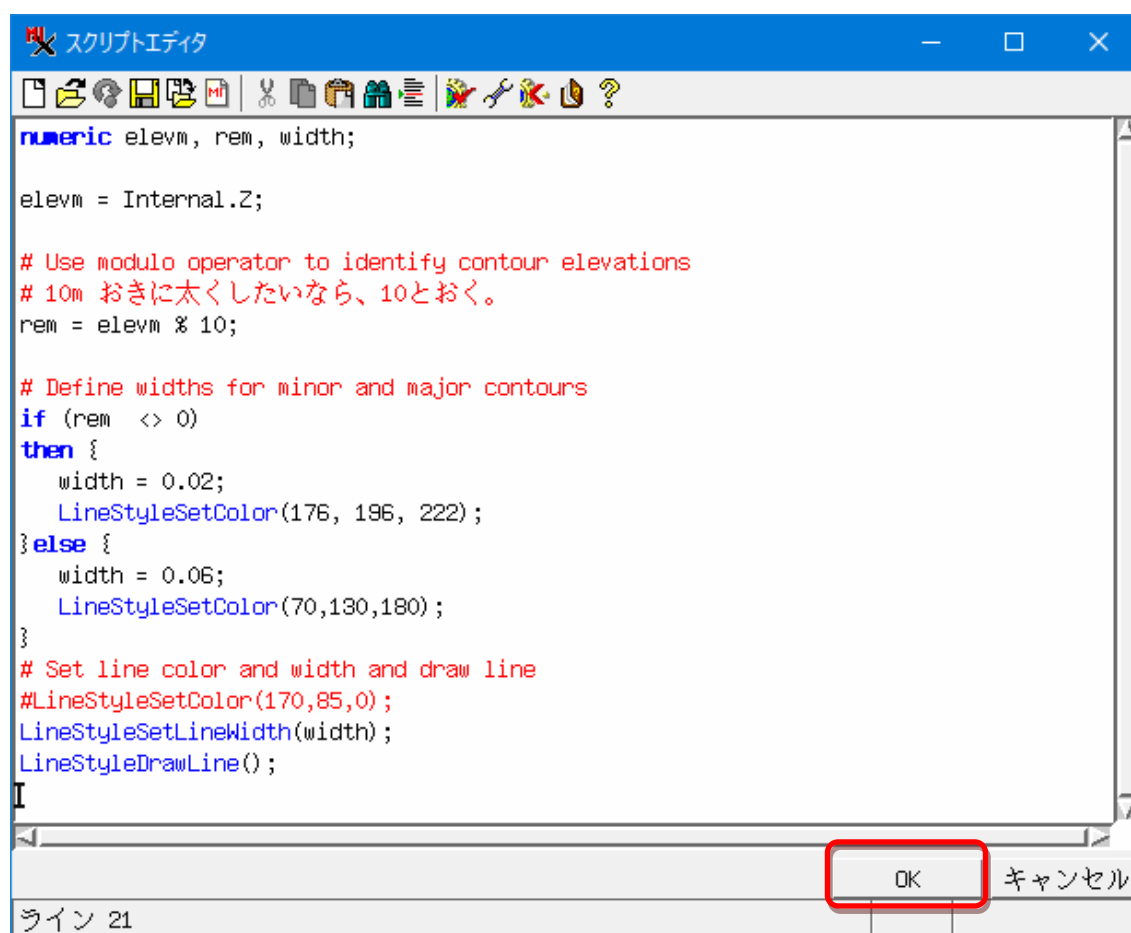 スクリプトエディタ
numeric elevm, rem, width;
elevm = Internal.Z;
# Use modulo operator to identify contour elevations
# 10m おきに太くしたいなら、10とおく。
rem = elevm % 10;
# Define widths for minor and major contours
if (rem  <> 0)
then {
   width = 0.02;
   LineStyleSetColor(176, 196, 222);
}else {
   width = 0.06;
   LineStyleSetColor(70,130,180);
}
# Set line color and width and draw line
#LineStyleSetColor(170,85,0);
LineStyleSetLineWidth(width);
LineStyleDrawLine();
OK キャンセル
ライン 21